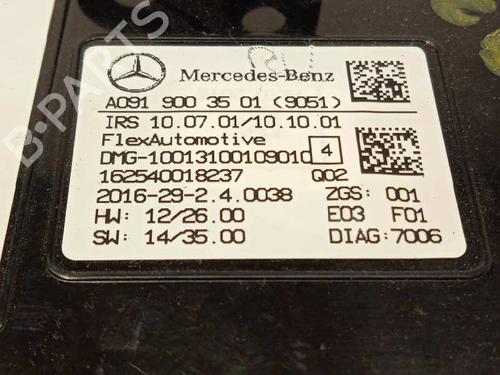 Mercedes-Benz
A091 900 35 01 (9051)
IRS 10.07.01/10.10.01
FlexAutomotive
DMG-10013100109010 4
162540018237 Q02
2016-29-2.4.0038 ZGS: 001
HW: 12/26.00 E03 F01
SW: 14/35.00 DIAG:7006
B-PARTS